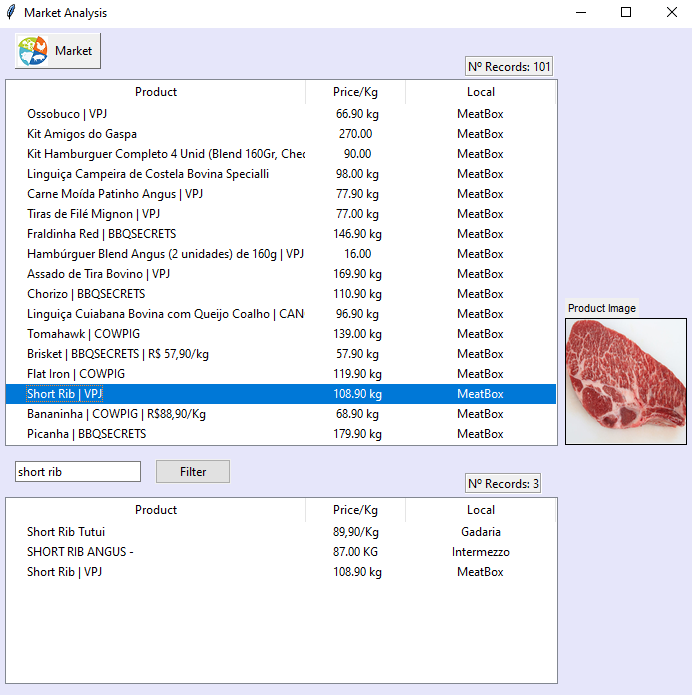 Market Analysis
Market
Nº Records: 101
Product Price/Kg Local
Ossobuco | VPJ 66.90 kg MeatBox
Kit Amigos do Gaspa 270.00 MeatBox
Kit Hamburguer Completo 4 Unid (Blend 160Gr, Chec 90.00 MeatBox
Linguiça Campeira de Costela Bovina Specialli 98.00 kg MeatBox
Carne Moída Patinho Angus | VPJ 77.90 kg MeatBox
Tiras de Filé Mignon | VPJ 77.00 kg MeatBox
Fraldinha Red | BBQSECRETS 146.90 kg MeatBox
Hambúrguer Blend Angus (2 unidades) de 160g | VPJ 16.00 MeatBox
Assado de Tira Bovino | VPJ 169.90 kg MeatBox
Chorizo | BBQSECRETS 110.90 kg MeatBox
Linguiça Cuiabana Bovina com Queijo Coalho | CAN 96.90 kg MeatBox
Tomahawk | COWPIG 139.00 kg MeatBox
Brisket | BBQSECRETS | R$ 57,90/kg 57.90 kg MeatBox
Flat Iron | COWPIG 119.90 kg MeatBox
Short Rib | VPJ 108.90 kg MeatBox
Bananinha | COWPIG | R$88,90/Kg 68.90 kg MeatBox
Picanha | BBQSECRETS 179.90 kg MeatBox
Product Image
short rib Filter
Nº Records: 3
Product Price/Kg Local
Short Rib Tutui 89,90/Kg Gadaria
SHORT RIB ANGUS - 87.00 KG Intermezzo
Short Rib | VPJ 108.90 kg MeatBox